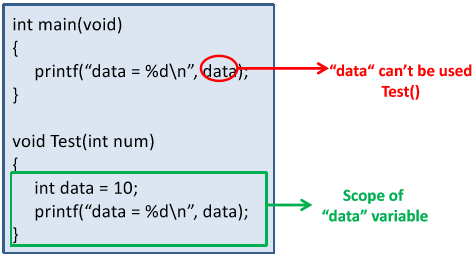 int main(void)
{
printf(“data = %d\n”, data);
}
“data“ can’t be used
Test()
void Test(int num)
{
int data = 10;
printf(“data = %d\n”, data);
}
Scope of
“data” variable